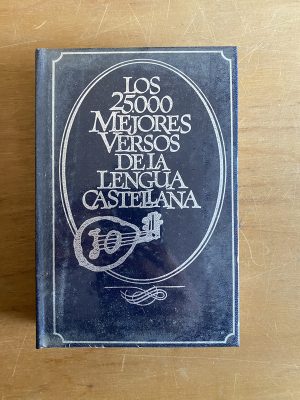 LOS
25.000
MEJORES
VERSOS
DE LA
LENGUA
CASTELLANA